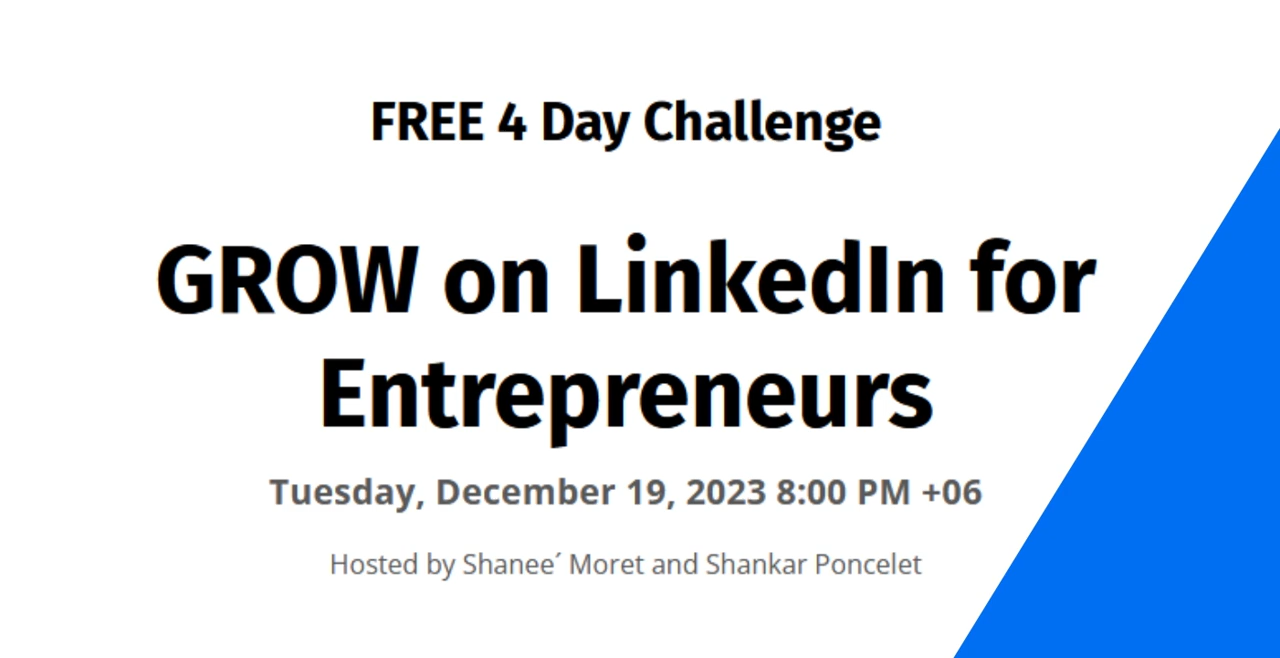 FREE 4 Day Challenge
GROW on LinkedIn for
Entrepreneurs
Tuesday, December 19, 2023 8:00 PM +06
Hosted by Shanee´ Moret and Shankar Poncelet